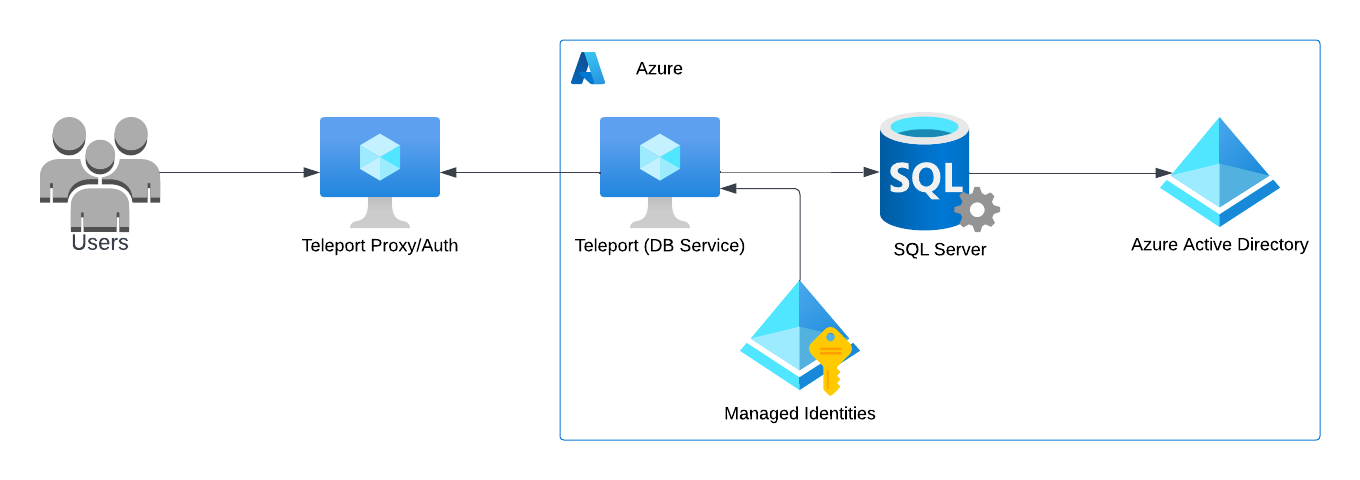 Azure
SQL
Users
Teleport Proxy/Auth
Teleport (DB Service)
SQL Server
Azure Active Directory
Managed Identities